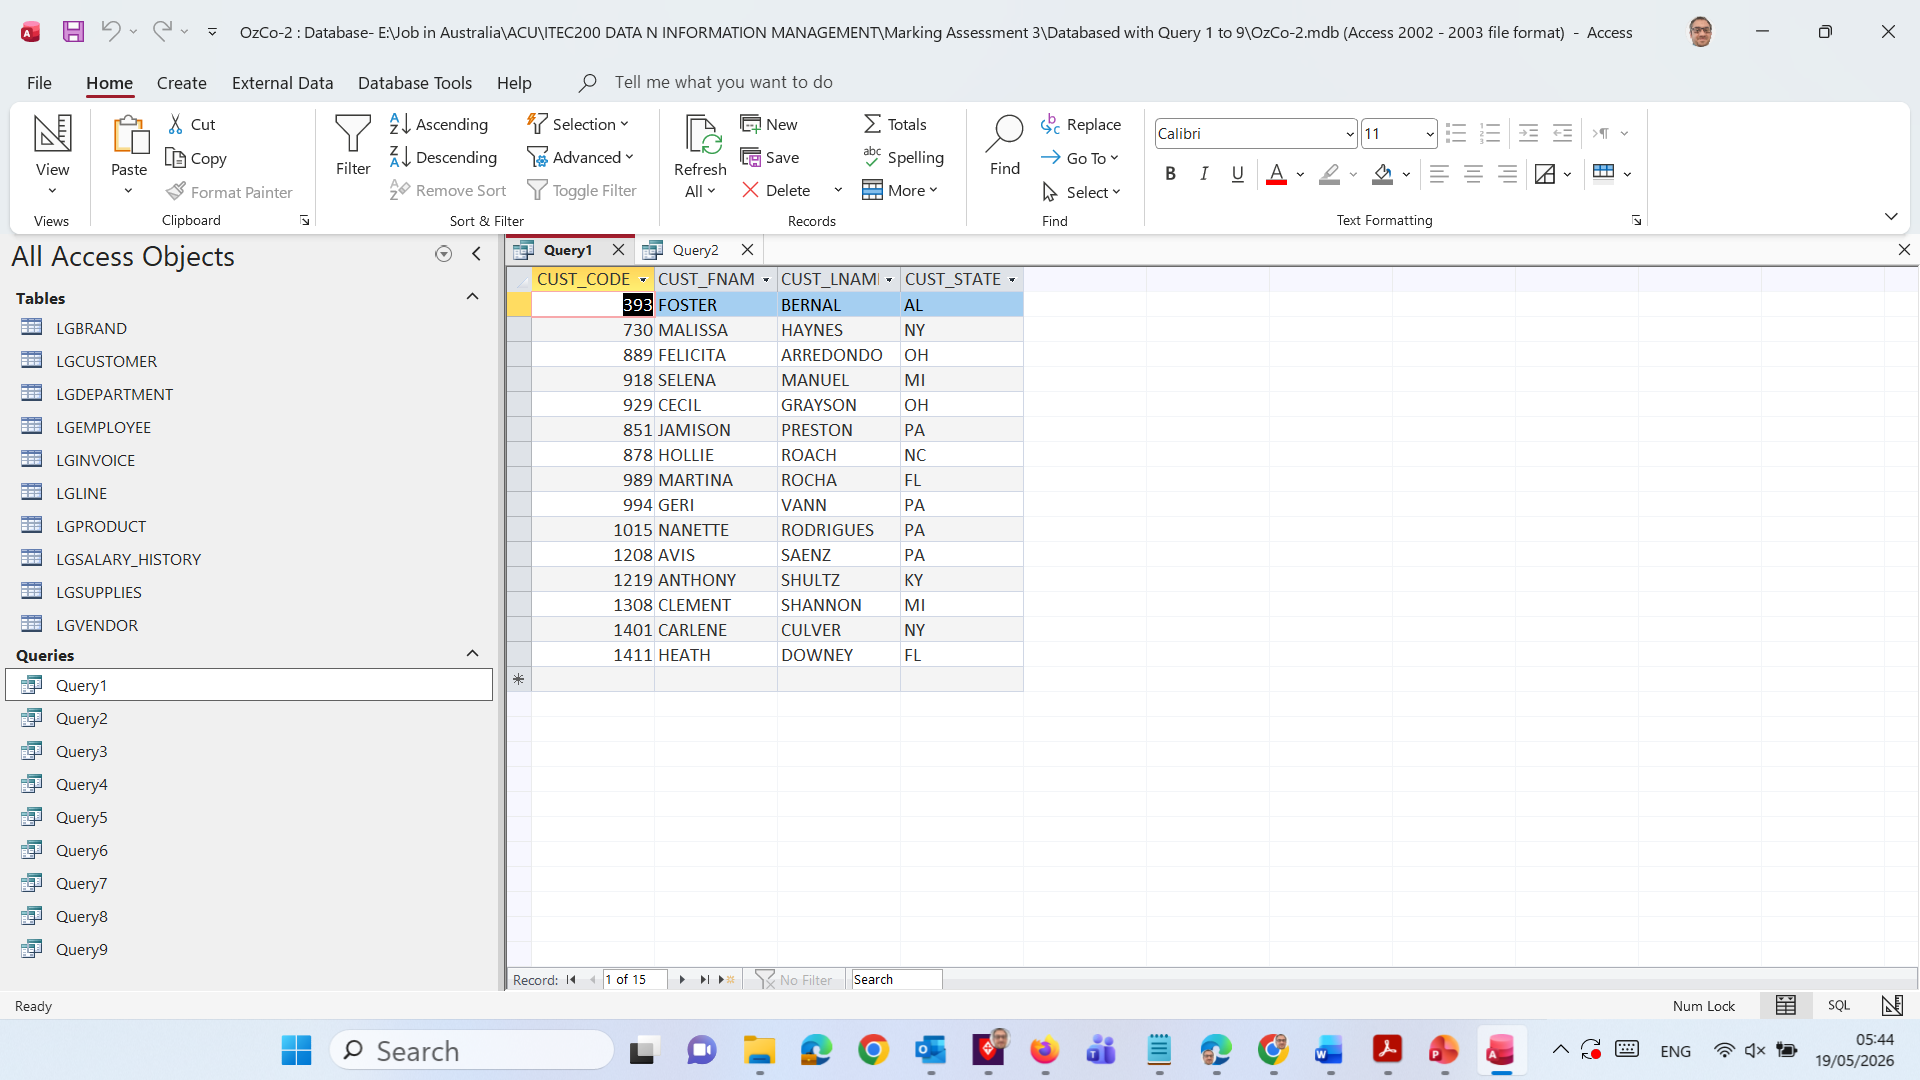 OzCo-2 : Database- E:\Job in Australia\ACU\ITEC200 DATA N INFORMATION MANAGEMENT\Marking Assessment 3\Databased with Query 1 to 9\OzCo-2.mdb (Access 2002 - 2003 file format) - Access
File Home Create External Data Database Tools Help Tell me what you want to do
View
Views
Paste
Cut
Copy
Format Painter
Clipboard
Filter
Ascending
Descending
Remove Sort
Selection
Advanced
Toggle Filter
Sort & Filter
Refresh
All
New
Save
Delete
Totals
Spelling
More
Records
Find
Replace
Go To
Select
Find
Calibri 11
B I U A
Text Formatting
All Access Objects
Tables
LGBRAND
LGCUSTOMER
LGDEPARTMENT
LGEMPLOYEE
LGINVOICE
LGLINE
LGPRODUCT
LGSALARY_HISTORY
LGSUPPLIES
LGVENDOR
Queries
Query1
Query2
Query3
Query4
Query5
Query6
Query7
Query8
Query9
Query1 Query2
CUST_CODE CUST_FNAM CUST_LNAM CUST_STATE
393 FOSTER BERNAL AL
730 MALISSA HAYNES NY
889 FELICITA ARREDONDO OH
918 SELENA MANUEL MI
929 CECIL GRAYSON OH
851 JAMISON PRESTON PA
878 HOLLIE ROACH NC
989 MARTINA ROCHA FL
994 GERI VANN PA
1015 NANETTE RODRIGUES PA
1208 AVIS SAENZ PA
1219 ANTHONY SHULTZ KY
1308 CLEMENT SHANNON MI
1401 CARLENE CULVER NY
1411 HEATH DOWNEY FL
Record: 1 of 15 No Filter Search
Ready Num Lock SQL
Search
ENG
05:44
19/05/2026